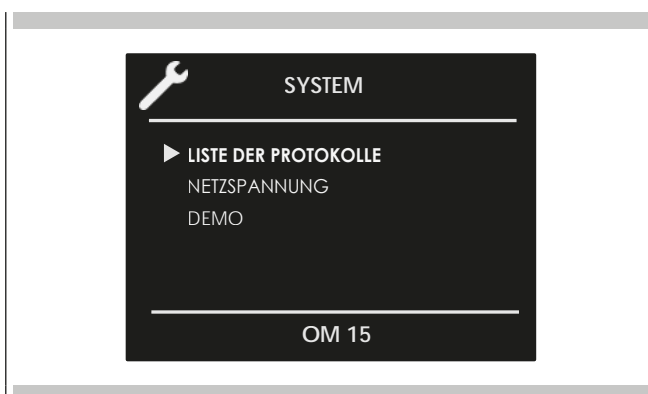 SYSTEM
LISTE DER PROTOKOLLE
NETZSPANNUNG
DEMO
OM 15